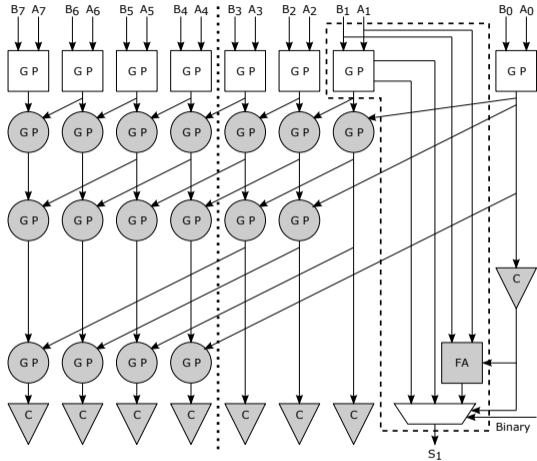 B7 A7 B6 A6 B5 A5 B4 A4 B3 A3 B2 A2 B1 A1 B0 A0
G P G P G P G P G P G P G P G P
G P G P G P G P G P G P G P
G P G P G P G P G P G P
C
G P G P G P G P FA
C C C C C C C
Binary
S1